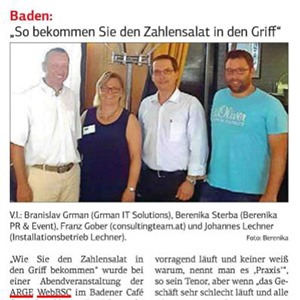 Baden:
„So bekommen Sie den Zahlensalat in den Griff“
s.Oliver
V.l.: Branislav Grman (Grman IT Solutions), Berenika Sterba (Berenika
PR & Event), Franz Gober (consultingteam.at) und Johannes Lechner
(Installationsbetrieb Lechner).
Foto: Berenika
„Wie Sie den Zahlensalat in
den Griff bekommen“ wurde bei
einer Abendveranstaltung der
ARGE WebBSC im Badener Café
vorragend läuft und keiner weiß
warum, nennt man es ‚Praxis'“,
so sein Tenor, aber wenn „das Ge-
schäft sehr schlecht läuft und alle